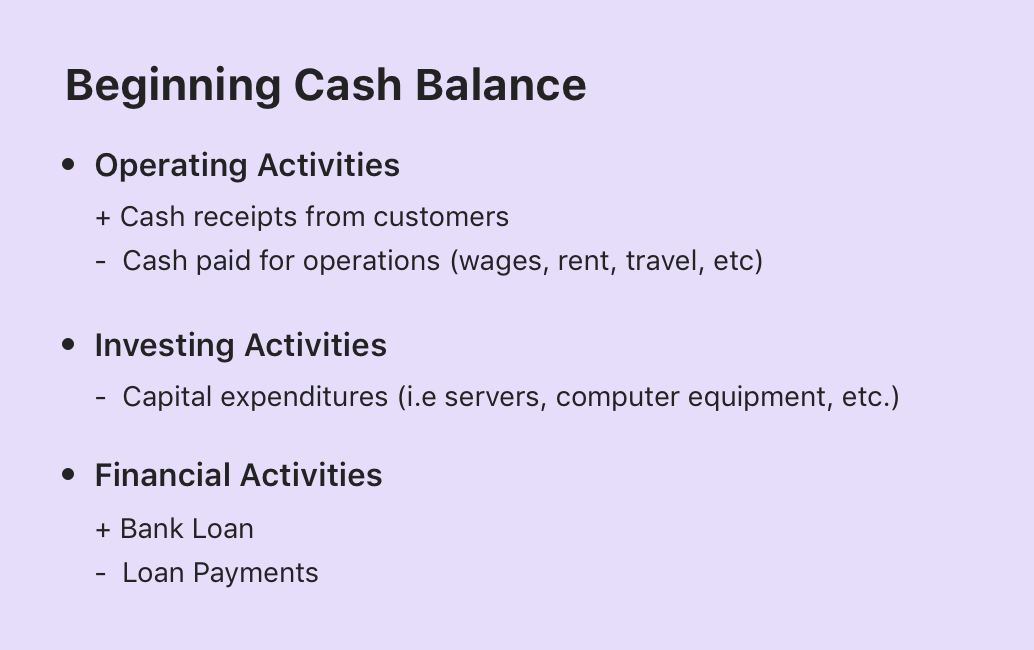 Beginning Cash Balance
• Operating Activities
+ Cash receipts from customers
- Cash paid for operations (wages, rent, travel, etc)
• Investing Activities
- Capital expenditures (i.e servers, computer equipment, etc.)
• Financial Activities
+ Bank Loan
- Loan Payments